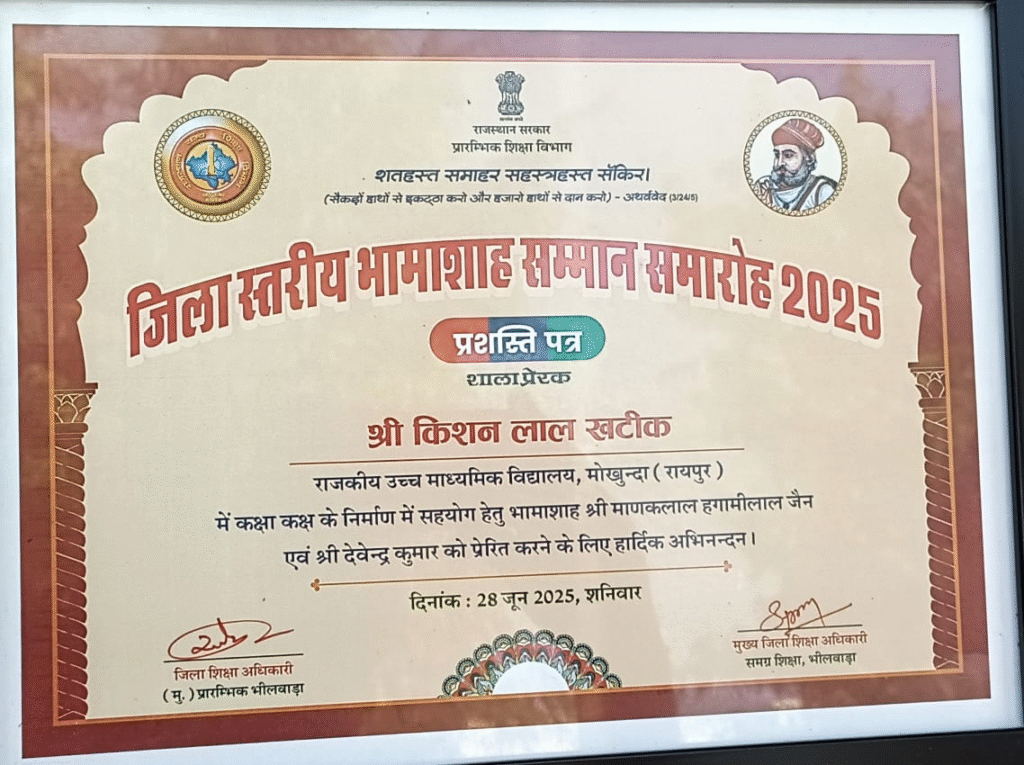 राजस्थान सरकार
प्रारम्भिक शिक्षा विभाग
शतहस्त समाहर सहस्त्रहस्त सॅकिर।
(सैकड़ों हाथों से इकट्ठा करो और हजारो हाथों से दान करो) - अथर्ववेद (3/24/5)
जिला स्तरीय भामाशाह सम्मान समारोह 2025
प्रशस्ति पत्र
शाला प्रेरक
श्री किशन लाल खटीक
राजकीय उच्च माध्यमिक विद्यालय, मोखुन्दा ( रायपुर )
में कक्षा कक्ष के निर्माण में सहयोग हेतु भामाशाह श्री माणकलाल हगामीलाल जैन
एवं श्री देवेन्द्र कुमार को प्रेरित करने के लिए हार्दिक अभिनन्दन।
दिनांक : 28 जून 2025, शनिवार
जिला शिक्षा अधिकारी
( मु. ) प्रारम्भिक भीलवाड़ा
मुख्य जिला शिक्षा अधिकारी
समग्र शिक्षा, भीलवाड़ा